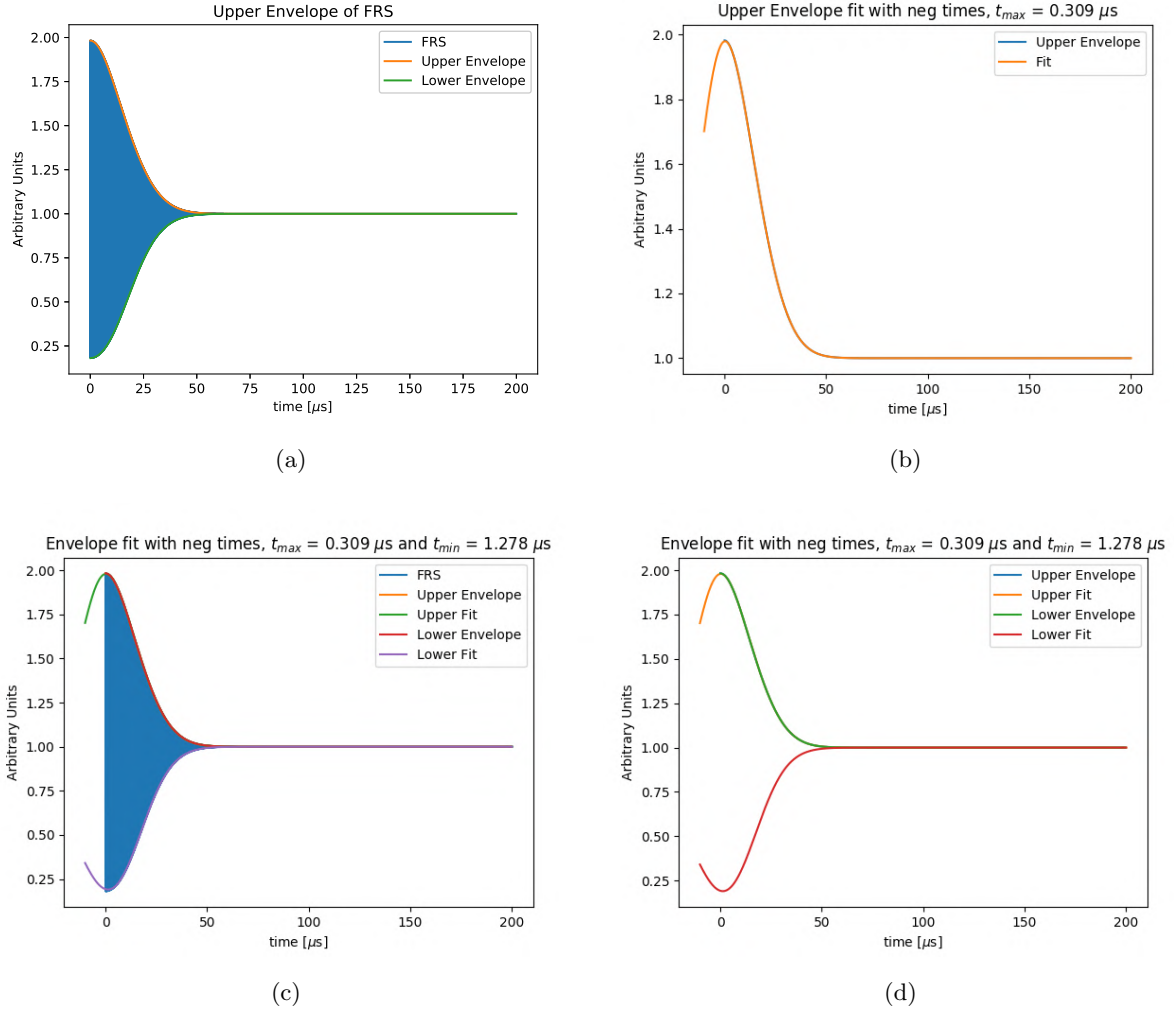 Upper Envelope of FRS
2.00
1.75
1.50
1.25
1.00
0.75
0.50
0.25
Arbitrary Units
FRS
Upper Envelope
Lower Envelope
0 25 50 75 100 125 150 175 200
time [μs]
(a)
Upper Envelope fit with neg times, t_max = 0.309 μs
2.0
1.8
1.6
1.4
1.2
1.0
Arbitrary Units
Upper Envelope
Fit
0 50 100 150 200
time [μs]
(b)
Envelope fit with neg times, t_max = 0.309 μs and t_min = 1.278 μs
2.00
1.75
1.50
1.25
1.00
0.75
0.50
0.25
Arbitrary Units
FRS
Upper Envelope
Upper Fit
Lower Envelope
Lower Fit
0 50 100 150 200
time [μs]
(c)
Envelope fit with neg times, t_max = 0.309 μs and t_min = 1.278 μs
2.00
1.75
1.50
1.25
1.00
0.75
0.50
0.25
Arbitrary Units
Upper Envelope
Upper Fit
Lower Envelope
Lower Fit
0 50 100 150 200
time [μs]
(d)